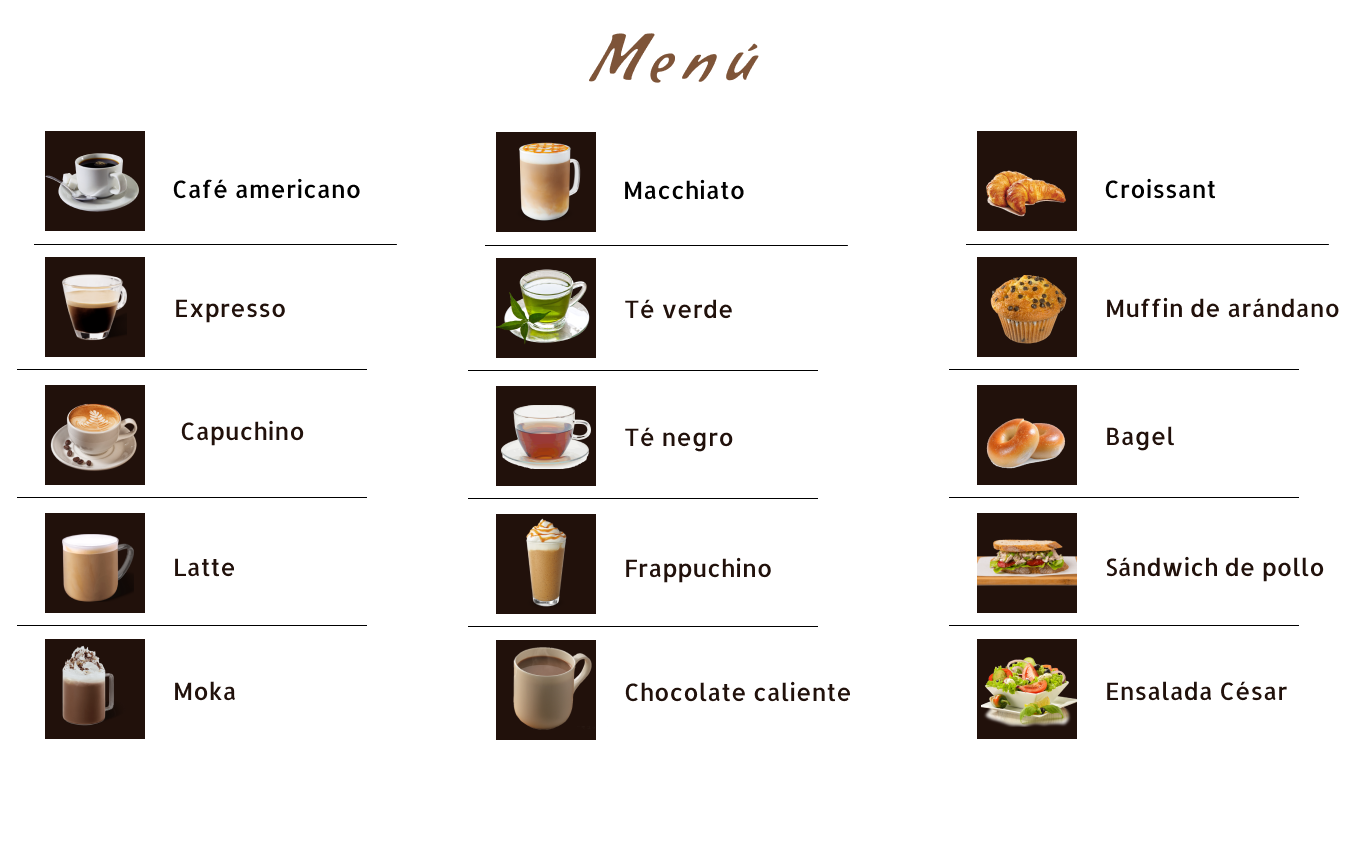 Menú
Café americano
Expresso
Capuchino
Latte
Moka
Macchiato
Té verde
Té negro
Frappuchino
Chocolate caliente
Croissant
Muffin de arándano
Bagel
Sándwich de pollo
Ensalada César